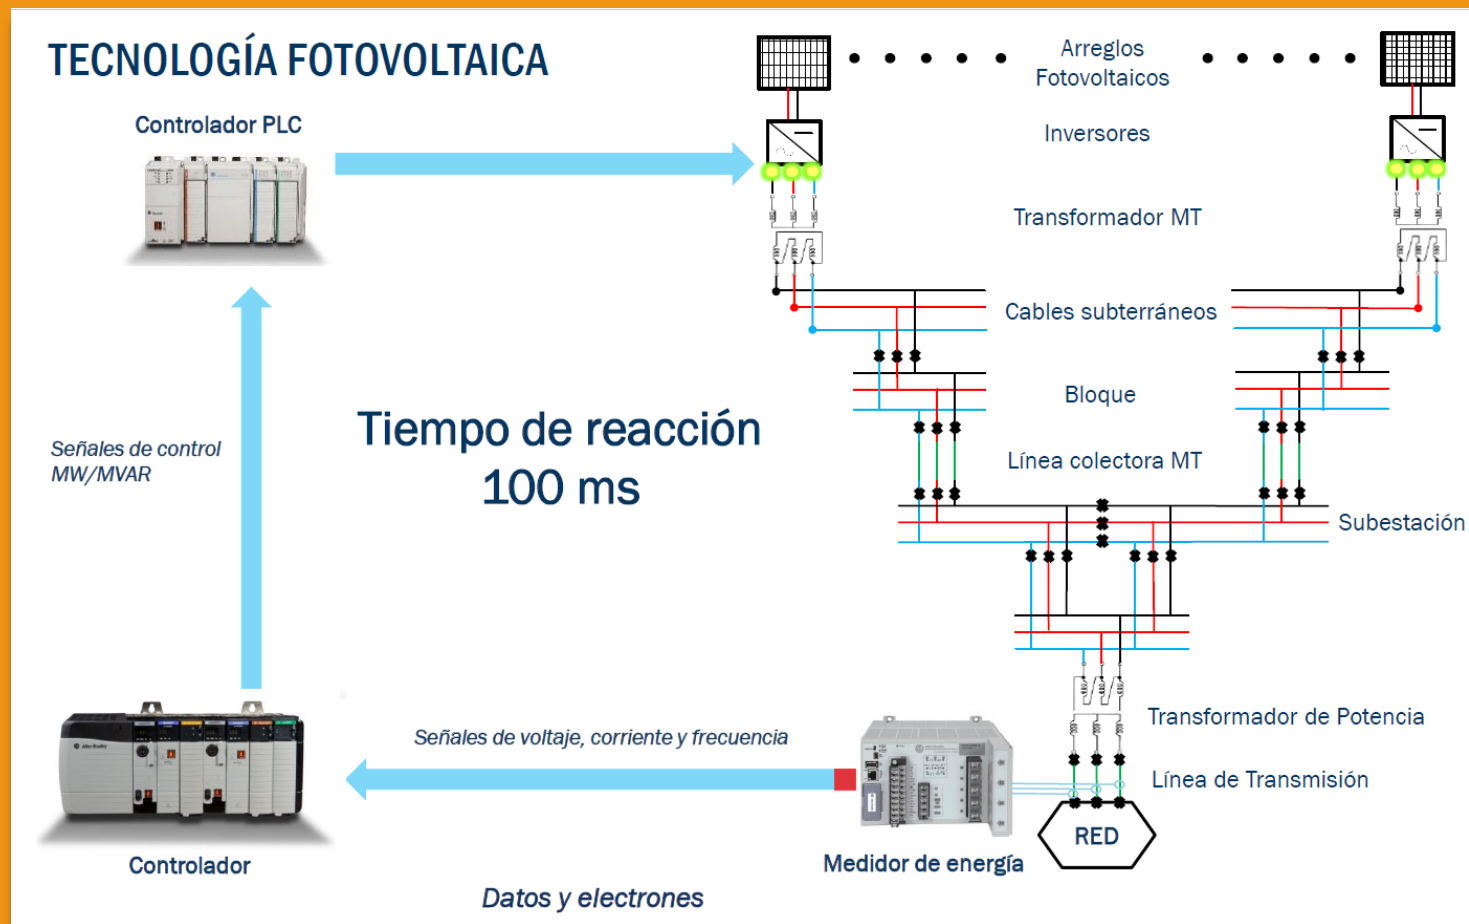 TECNOLOGÍA FOTOVOLTAICA
Arreglos
Fotovoltaicos
Controlador PLC
Inversores
Transformador MT
Cables subterráneos
Bloque
Tiempo de reacción
100 ms
Señales de control
MW/MVAR
Línea colectora MT
Subestación
Señales de voltaje, corriente y frecuencia
Transformador de Potencia
Línea de Transmisión
RED
Controlador
Medidor de energía
Datos y electrones